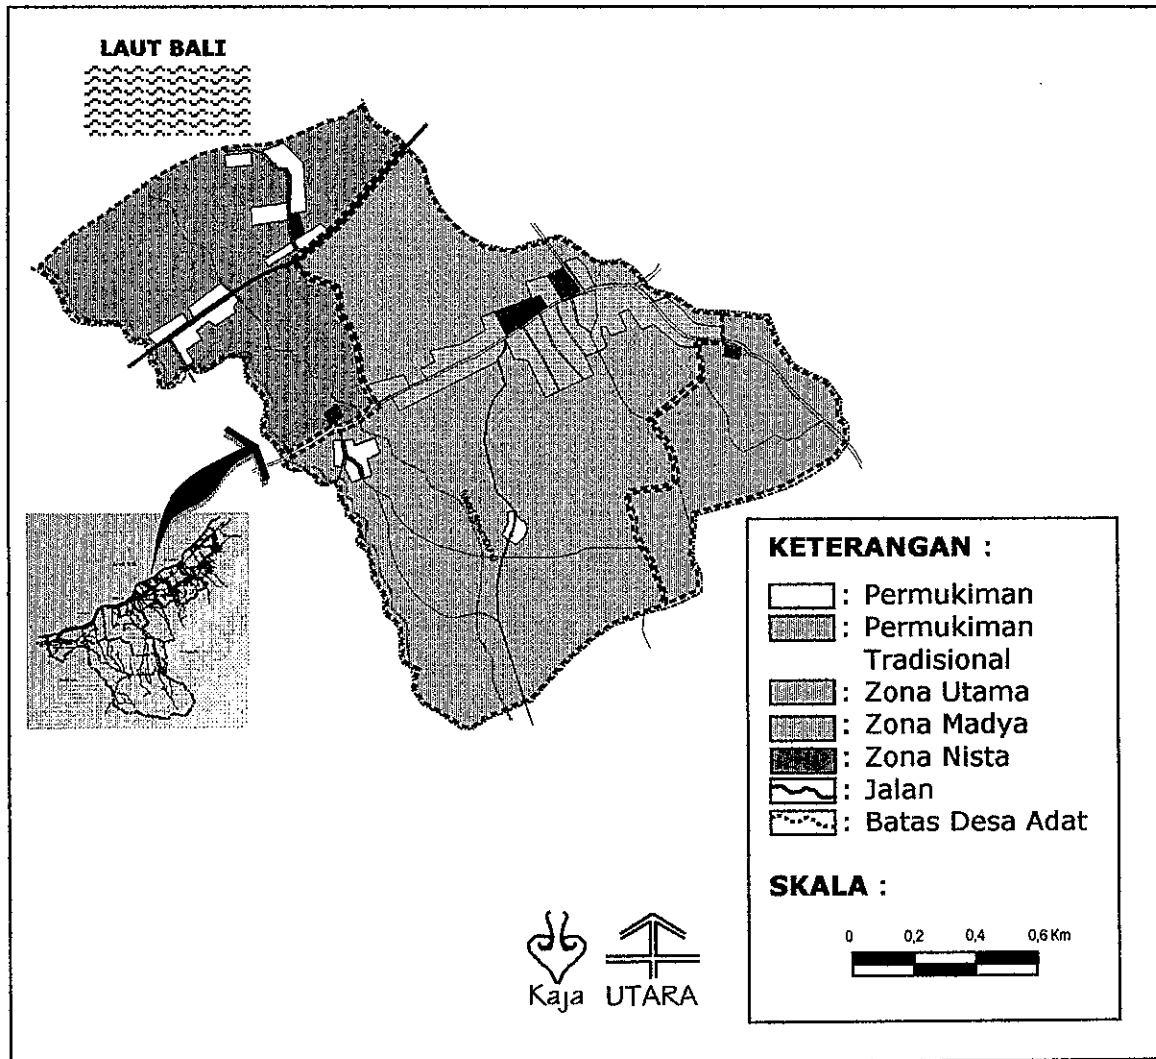 LAUT BALI
KETERANGAN :
: Permukiman
: Permukiman
Tradisional
: Zona Utama
: Zona Madya
: Zona Nista
: Jalan
: Batas Desa Adat
SKALA :
0 0,2 0,4 0,6 Km
Kaja UTARA